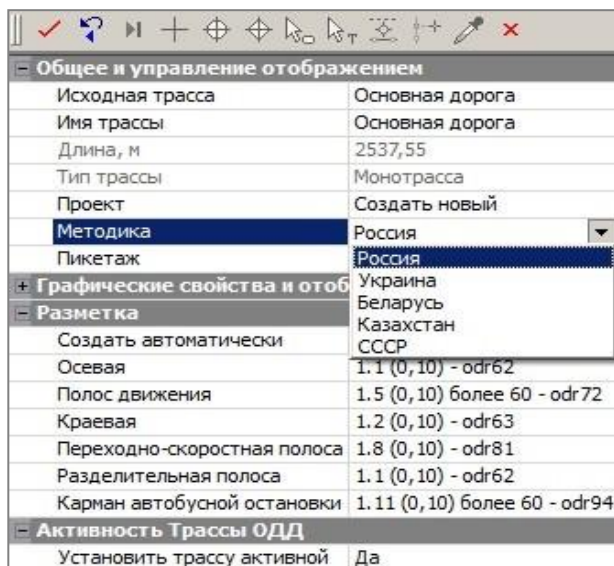 Общее и управление отображением
Исходная трасса Основная дорога
Имя трассы Основная дорога
Длина, м 2537,55
Тип трассы Монотрасса
Проект Создать новый
Методика Россия
Пикетаж Россия
Украина
Графические свойства и отоб
Беларусь
Разметка
Казахстан
Создать автоматически СССР
Осевая 1.1 (0,10) - odr62
Полос движения 1.5 (0,10) более 60 - odr72
Краевая 1.2 (0,10) - odr63
Переходно-скоростная полоса 1.8 (0,10) - odr81
Разделительная полоса 1.1 (0,10) - odr62
Карман автобусной остановки 1.11 (0,10) более 60 - odr94
Активность Трассы ОДД
Установить трассу активной Да